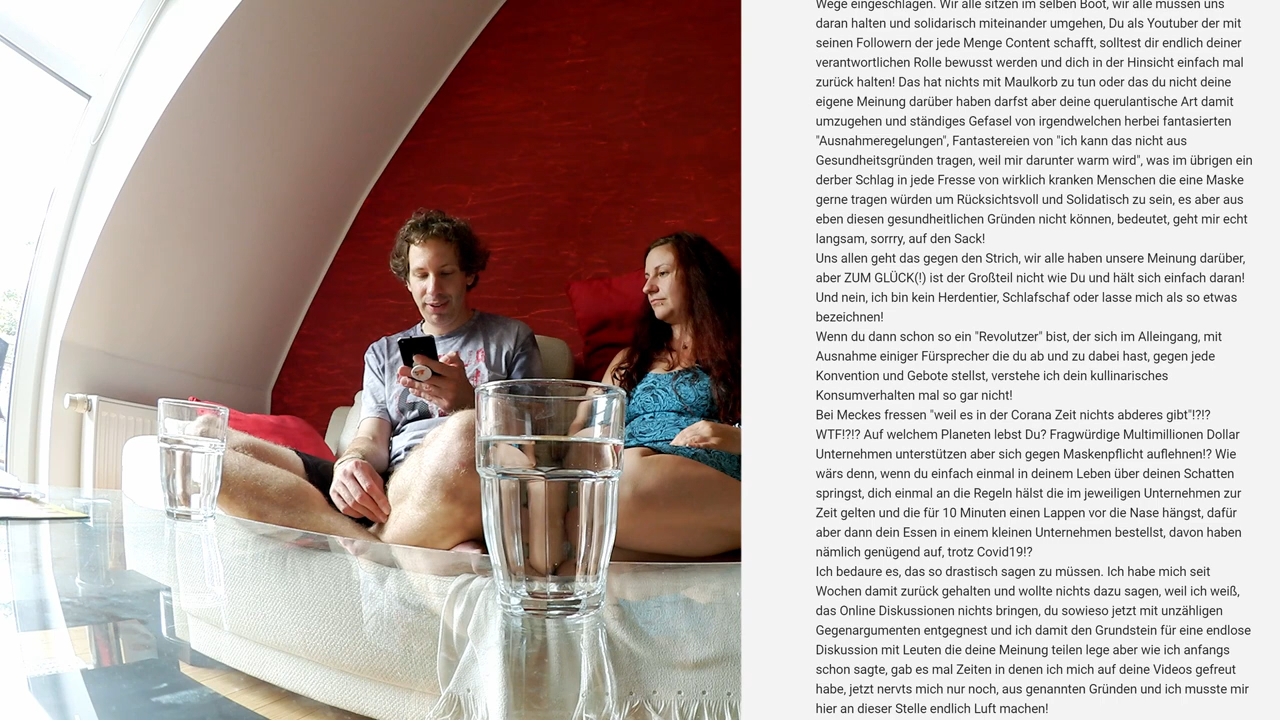 Wege eingeschlagen. Wir alle sitzen im selben Boot, wir alle müssen uns
daran halten und solidarisch miteinander umgehen, Du als Youtuber der mit
seinen Followern der jede Menge Content schafft, solltest dir endlich deiner
verantwortlichen Rolle bewusst werden und dich in der Hinsicht einfach mal
zurück halten! Das hat nichts mit Maulkorb zu tun oder das du nicht deine
eigene Meinung darüber haben darfst aber deine querulantische Art damit
umzugehen und ständiges Gefasel von irgendwelchen herbei fantasierten
"Ausnahmeregelungen", Fantastereien von "ich kann das nicht aus
Gesundheitsgründen tragen, weil mir darunter warm wird", was im übrigen ein
derber Schlag in jede Fresse von wirklich kranken Menschen die eine Maske
gerne tragen würden um Rücksichtsvoll und Solidatisch zu sein, es aber aus
eben diesen gesundheitlichen Gründen nicht können, bedeutet, geht mir echt
langsam, sorrry, auf den Sack!
Uns allen geht das gegen den Strich, wir alle haben unsere Meinung darüber,
aber ZUM GLÜCK(!) ist der Großteil nicht wie Du und hält sich einfach daran!
Und nein, ich bin kein Herdentier, Schlafschaf oder lasse mich als so etwas
bezeichnen!
Wenn du dann schon so ein "Revolutzer" bist, der sich im Alleingang, mit
Ausnahme einiger Fürsprecher die du ab und zu dabei hast, gegen jede
Konvention und Gebote stellst, verstehe ich dein kullinarisches
Konsumverhalten mal so gar nicht!
Bei Meckes fressen "weil es in der Corana Zeit nichts abderes gibt"!?!?
WTF!?!? Auf welchem Planeten lebst Du? Fragwürdige Multimillionen Dollar
Unternehmen unterstützen aber sich gegen Maskenpflicht auflehnen!? Wie
wärs denn, wenn du einfach einmal in deinem Leben über deinen Schatten
springst, dich einmal an die Regeln hälst die im jeweiligen Unternehmen zur
Zeit gelten und die für 10 Minuten einen Lappen vor die Nase hängst, dafür
aber dann dein Essen in einem kleinen Unternehmen bestellst, davon haben
nämlich genügend auf, trotz Covid19!?
Ich bedaure es, das so drastisch sagen zu müssen. Ich habe mich seit
Wochen damit zurück gehalten und wollte nichts dazu sagen, weil ich weiß,
das Online Diskussionen nichts bringen, du sowieso jetzt mit unzähligen
Gegenargumenten entgegnest und ich damit den Grundstein für eine endlose
Diskussion mit Leuten die deine Meinung teilen lege aber wie ich anfangs
schon sagte, gab es mal Zeiten in denen ich mich auf deine Videos gefreut
habe, jetzt nervts mich nur noch, aus genannten Gründen und ich musste mir
hier an dieser Stelle endlich Luft machen!